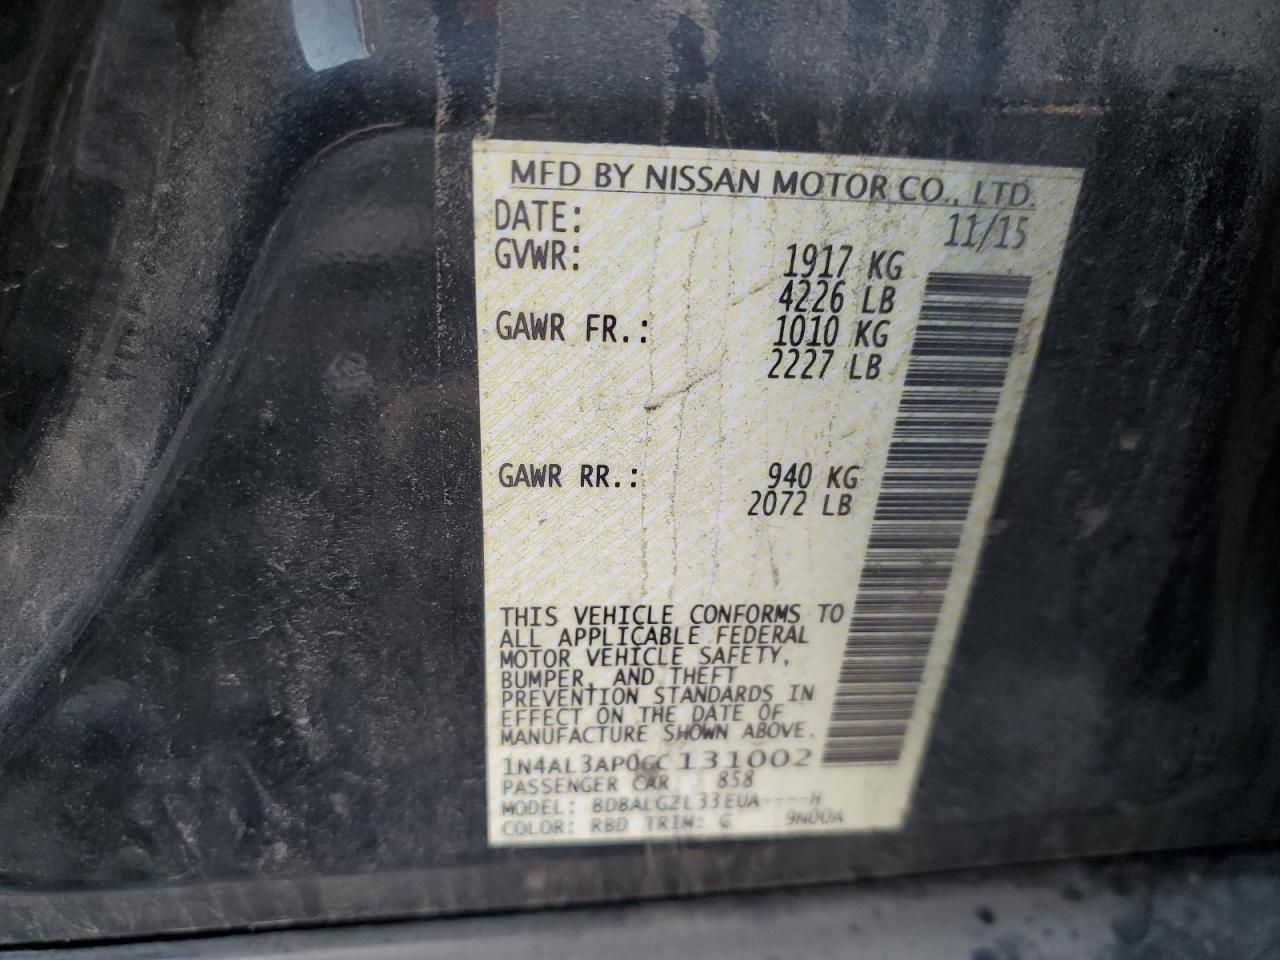 MFD BY NISSAN MOTOR CO., LTD.
DATE: 11/15
GVWR: 1917 KG
4226 LB
GAWR FR.: 1010 KG
2227 LB
GAWR RR.: 940 KG
2072 LB
THIS VEHICLE CONFORMS TO
ALL APPLICABLE FEDERAL
MOTOR VEHICLE SAFETY,
BUMPER, AND THEFT
PREVENTION STANDARDS IN
EFFECT ON THE DATE OF
MANUFACTURE SHOWN ABOVE.
1N4AL3AP0GC131002
PASSENGER CAR 858
MODEL: BDBALGZL33EUA----H
COLOR: RBD TRIM: G 9N00A